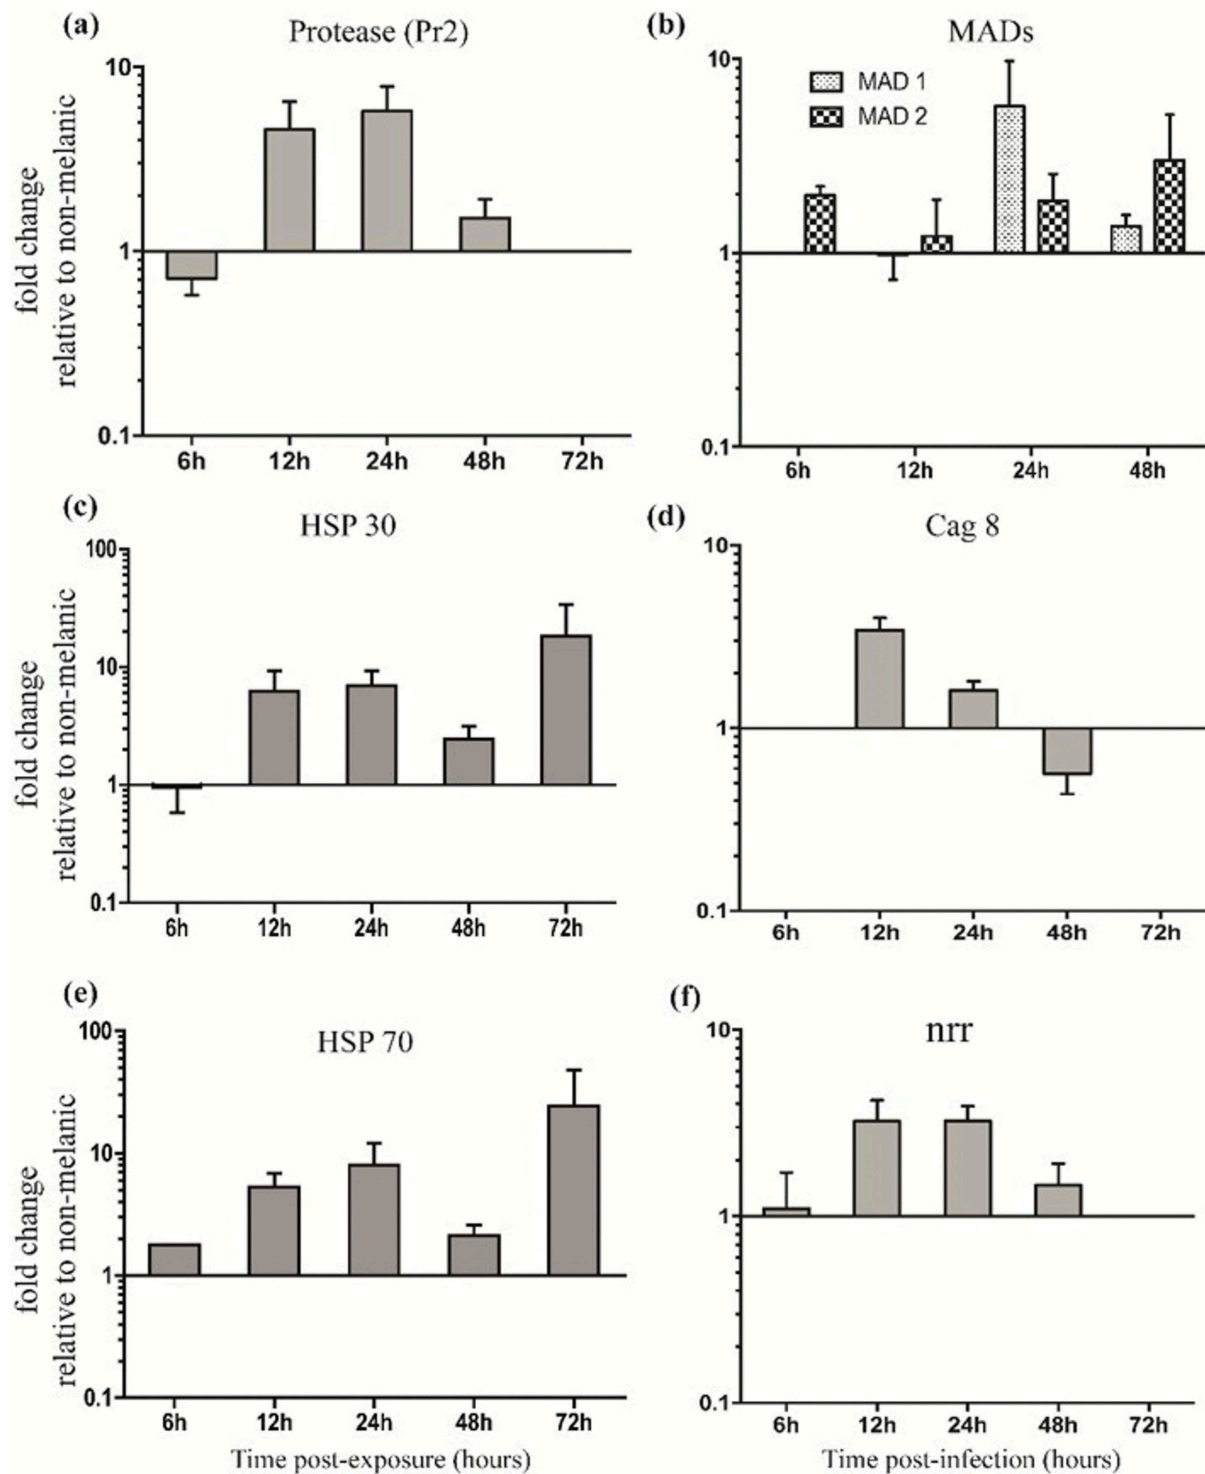 (a)
Protease (Pr2)
fold change
relative to non-melanic
10
1
0.1
6h 12h 24h 48h 72h
(b)
MADs
MAD 1
MAD 2
10
1
0.1
6h 12h 24h 48h
(c)
HSP 30
fold change
relative to non-melanic
100
10
1
0.1
6h 12h 24h 48h 72h
(d)
Cag 8
10
1
0.1
6h 12h 24h 48h 72h
(e)
HSP 70
fold change
relative to non-melanic
100
10
1
0.1
6h 12h 24h 48h 72h
Time post-exposure (hours)
(f)
nrr
10
1
0.1
6h 12h 24h 48h 72h
Time post-infection (hours)